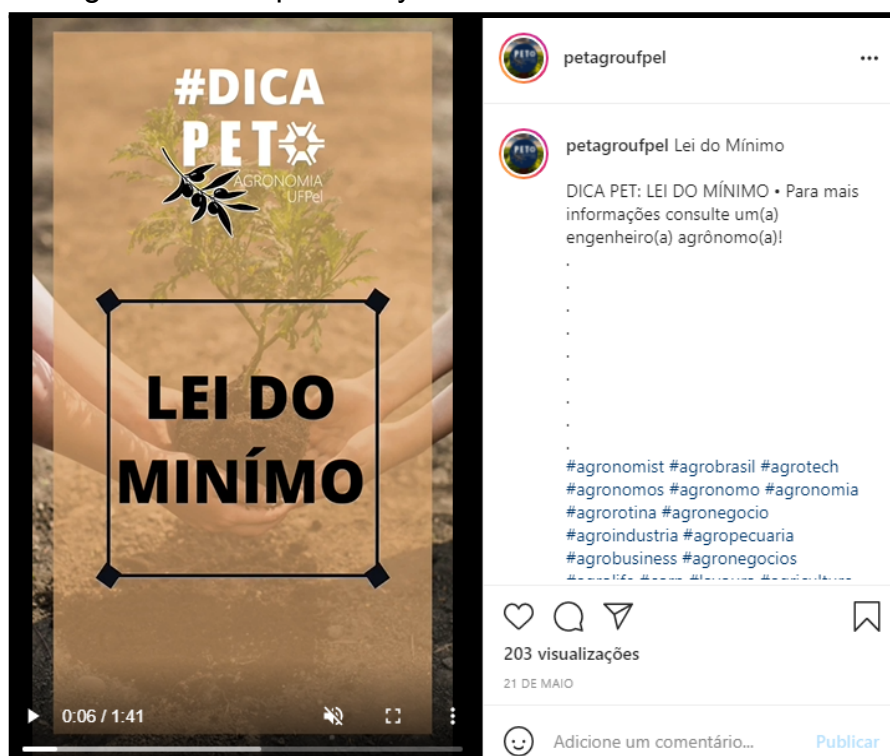 #DICA
PET
AGRONOMIA
UFPel
LEI DO
MINÍMO
0:06 / 1:41
petagroufpel
petagroufpel Lei do Mínimo
DICA PET: LEI DO MÍNIMO • Para mais
informações consulte um(a)
engenheiro(a) agrônomo(a)!
.
.
.
.
.
.
.
.
.
#agronomist #agrobrasil #agrotech
#agronomos #agronomo #agronomia
#agrorotina #agronegocio
#agroindustria #agropecuaria
#agrobusiness #agronegocios
203 visualizações
21 DE MAIO
Adicione um comentário... Publicar